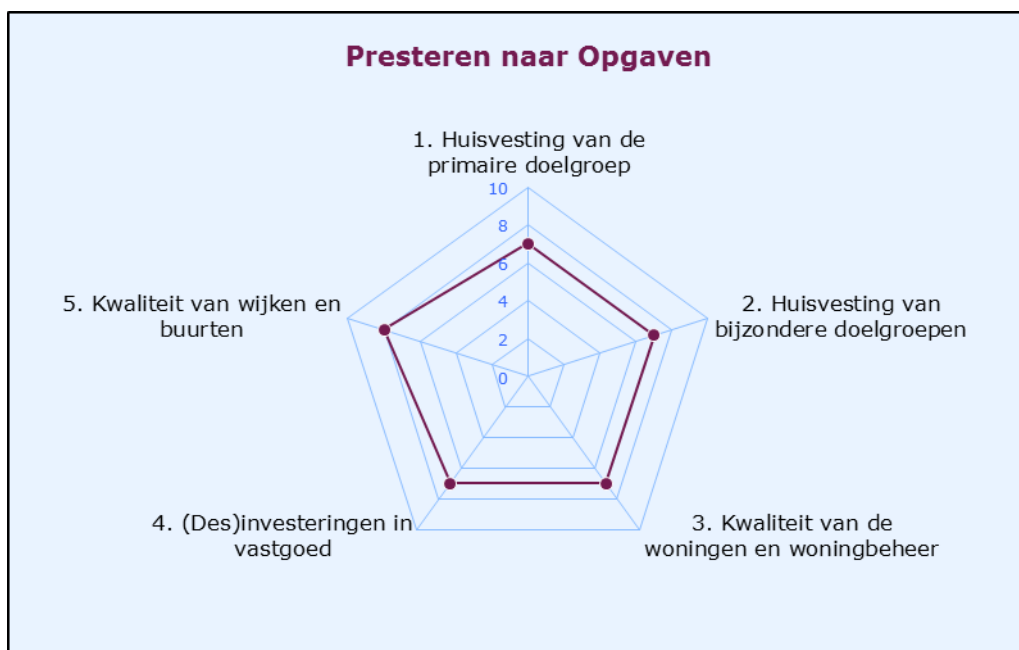 Presteren naar Opgaven
1. Huisvesting van de
primaire doelgroep
10
8
6
4
2
0
2. Huisvesting van
bijzondere doelgroepen
3. Kwaliteit van de
woningen en woningbeheer
4. (Des)investeringen in
vastgoed
5. Kwaliteit van wijken en
buurten